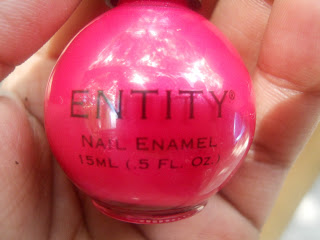 ENTITY®
NAIL ENAMEL
15ML (.5 FL. OZ.)